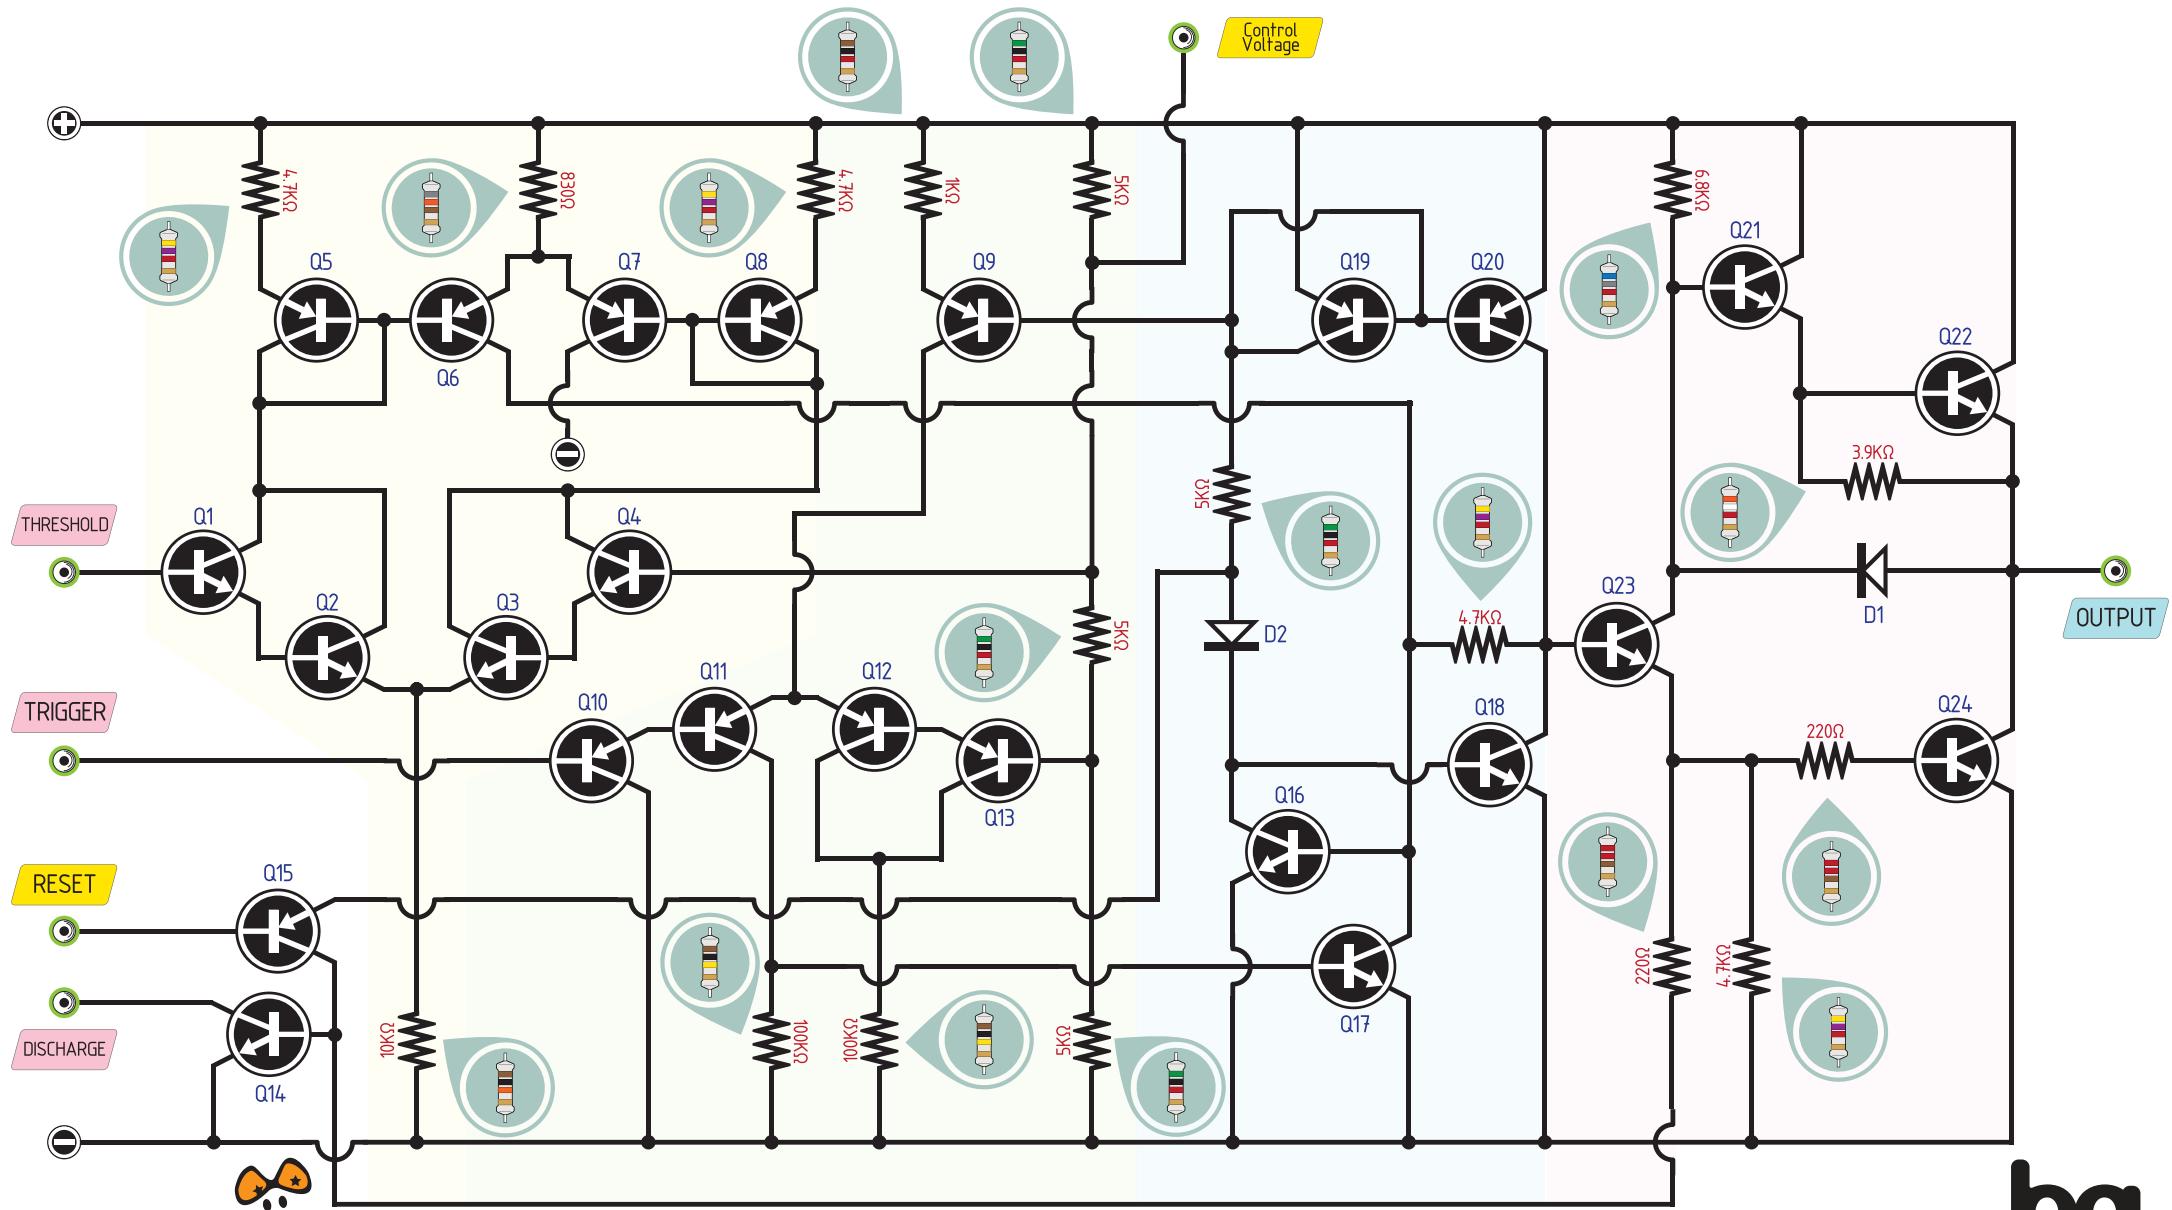 Control
Voltage
4.7KΩ
830Ω
4.7KΩ
1KΩ
5KΩ
6.8KΩ
Q21
Q5
Q7
Q8
Q9
Q19
Q20
Q22
Q6
3.9KΩ
5KΩ
THRESHOLD
Q1
Q4
Q2
Q3
4.7KΩ
Q23
D1
OUTPUT
5KΩ
D2
TRIGGER
Q10
Q11
Q12
Q18
Q24
220Ω
Q16
Q13
RESET
Q15
220Ω
4.7KΩ
DISCHARGE
Q14
10KΩ
100KΩ
100KΩ
5KΩ
Q17